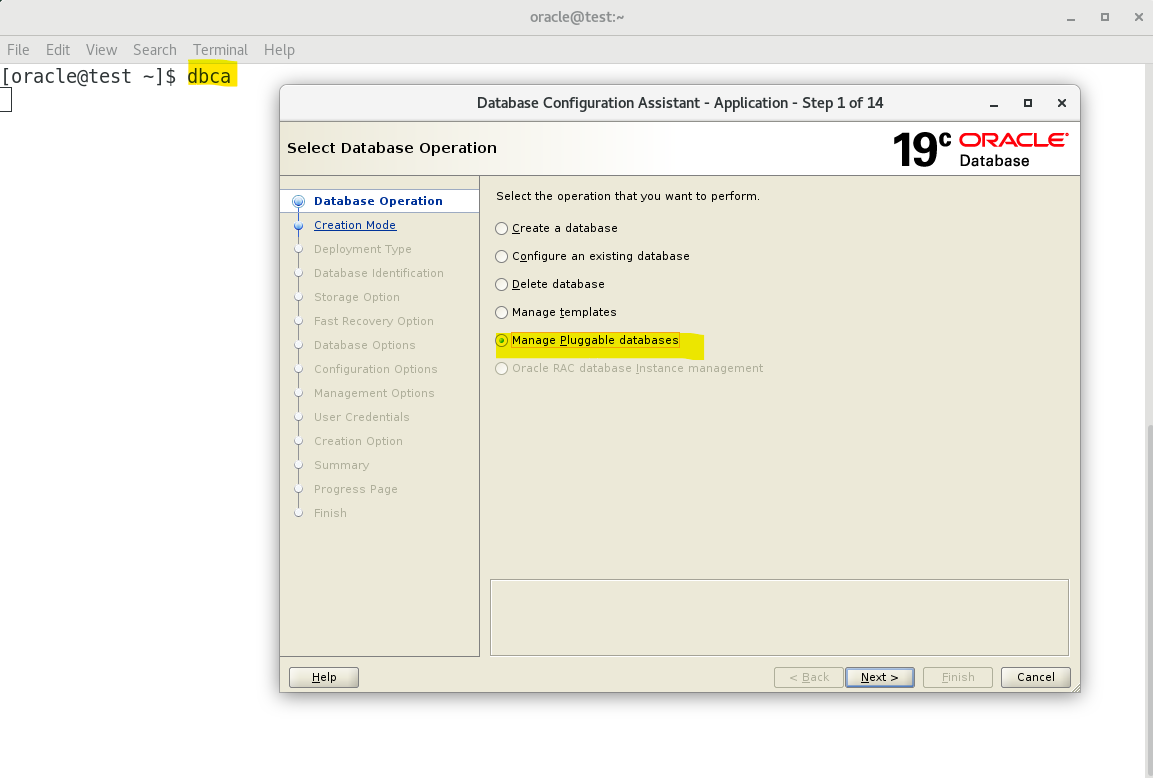 oracle@test:~
File Edit View Search Terminal Help
[oracle@test ~]$ dbca
Database Configuration Assistant - Application - Step 1 of 14
Select Database Operation
19c ORACLE
Database
Database Operation
Creation Mode
Deployment Type
Database Identification
Storage Option
Fast Recovery Option
Database Options
Configuration Options
Management Options
User Credentials
Creation Option
Summary
Progress Page
Finish
Select the operation that you want to perform.
Create a database
Configure an existing database
Delete database
Manage templates
Manage Pluggable databases
Oracle RAC database Instance management
Help < Back Next > Finish Cancel